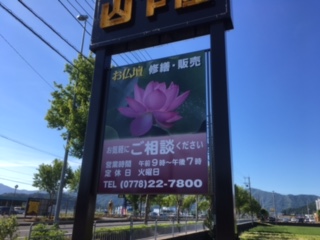 お仏壇 修繕・販売
お気軽に ご相談 ください
営業時間 午前9時〜午後7時
定休日 火曜日
TEL (0778)22-7800